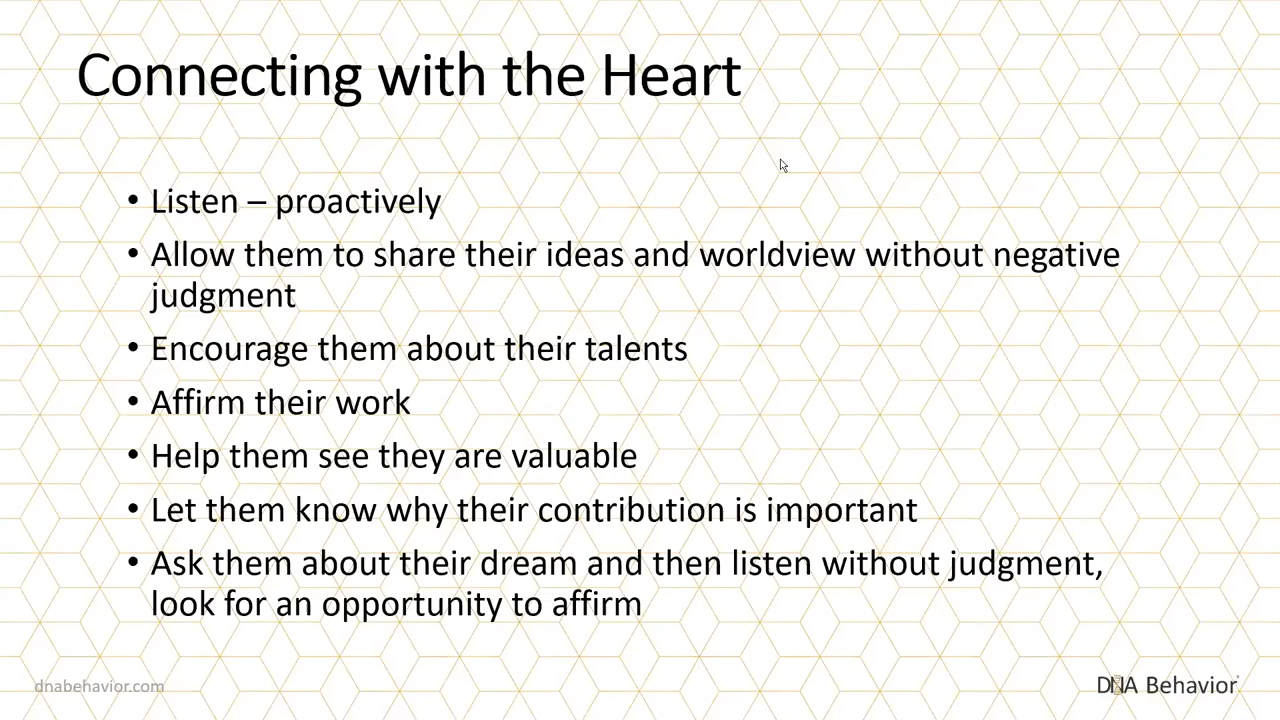 Connecting with the Heart
• Listen – proactively
• Allow them to share their ideas and worldview without negative
judgment
• Encourage them about their talents
• Affirm their work
• Help them see they are valuable
• Let them know why their contribution is important
• Ask them about their dream and then listen without judgment,
look for an opportunity to affirm
dnabehavior.com
DNA Behavior